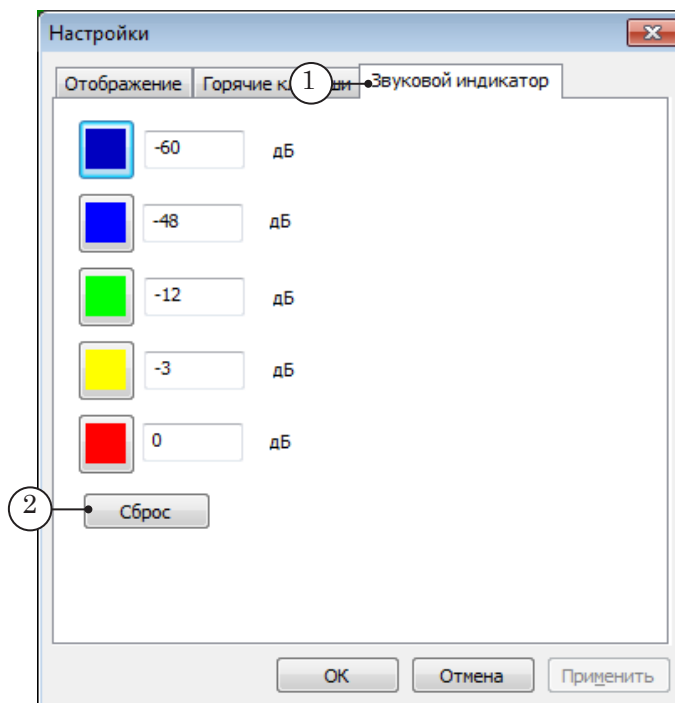 Настройки
Отображение Горячие 1 Звуковой индикатор
-60 дБ
-48 дБ
-12 дБ
-3 дБ
0 дБ
2 Сброс
OK Отмена Применить